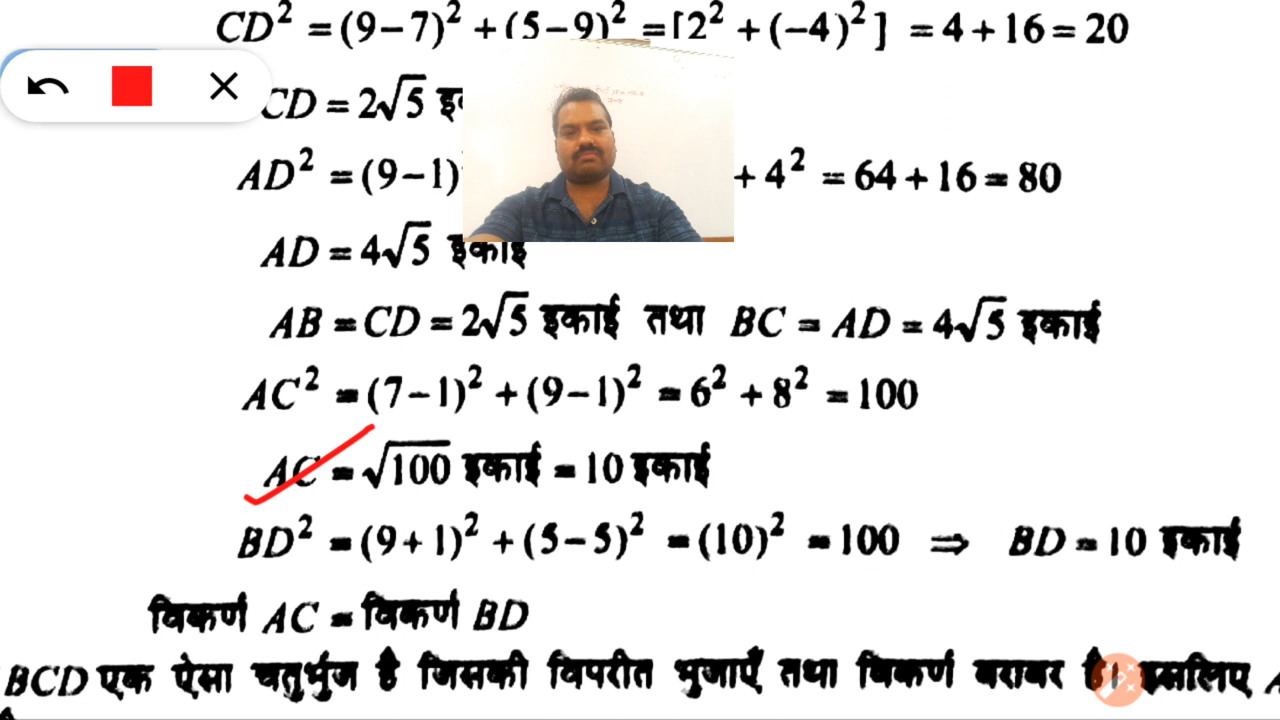 CD² = (9−7)² + (5−9)² = [2² + (−4)²] = 4 + 16 = 20
CD = 2√5
AD² = (9−1) + 4² = 64 + 16 = 80
AD = 4√5 इकाई
AB = CD = 2√5 इकाई तथा BC = AD = 4√5 इकाई
AC² = (7−1)² + (9−1)² = 6² + 8² = 100
AC = √100 इकाई = 10 इकाई
BD² = (9+1)² + (5−5)² = (10)² = 100 ⇒ BD = 10 इकाई
विकर्ण AC = विकर्ण BD
BCD एक ऐसा चतुर्भुज है जिसकी विपरीत भुजाएँ तथा विकर्ण बराबर है। इसलिए